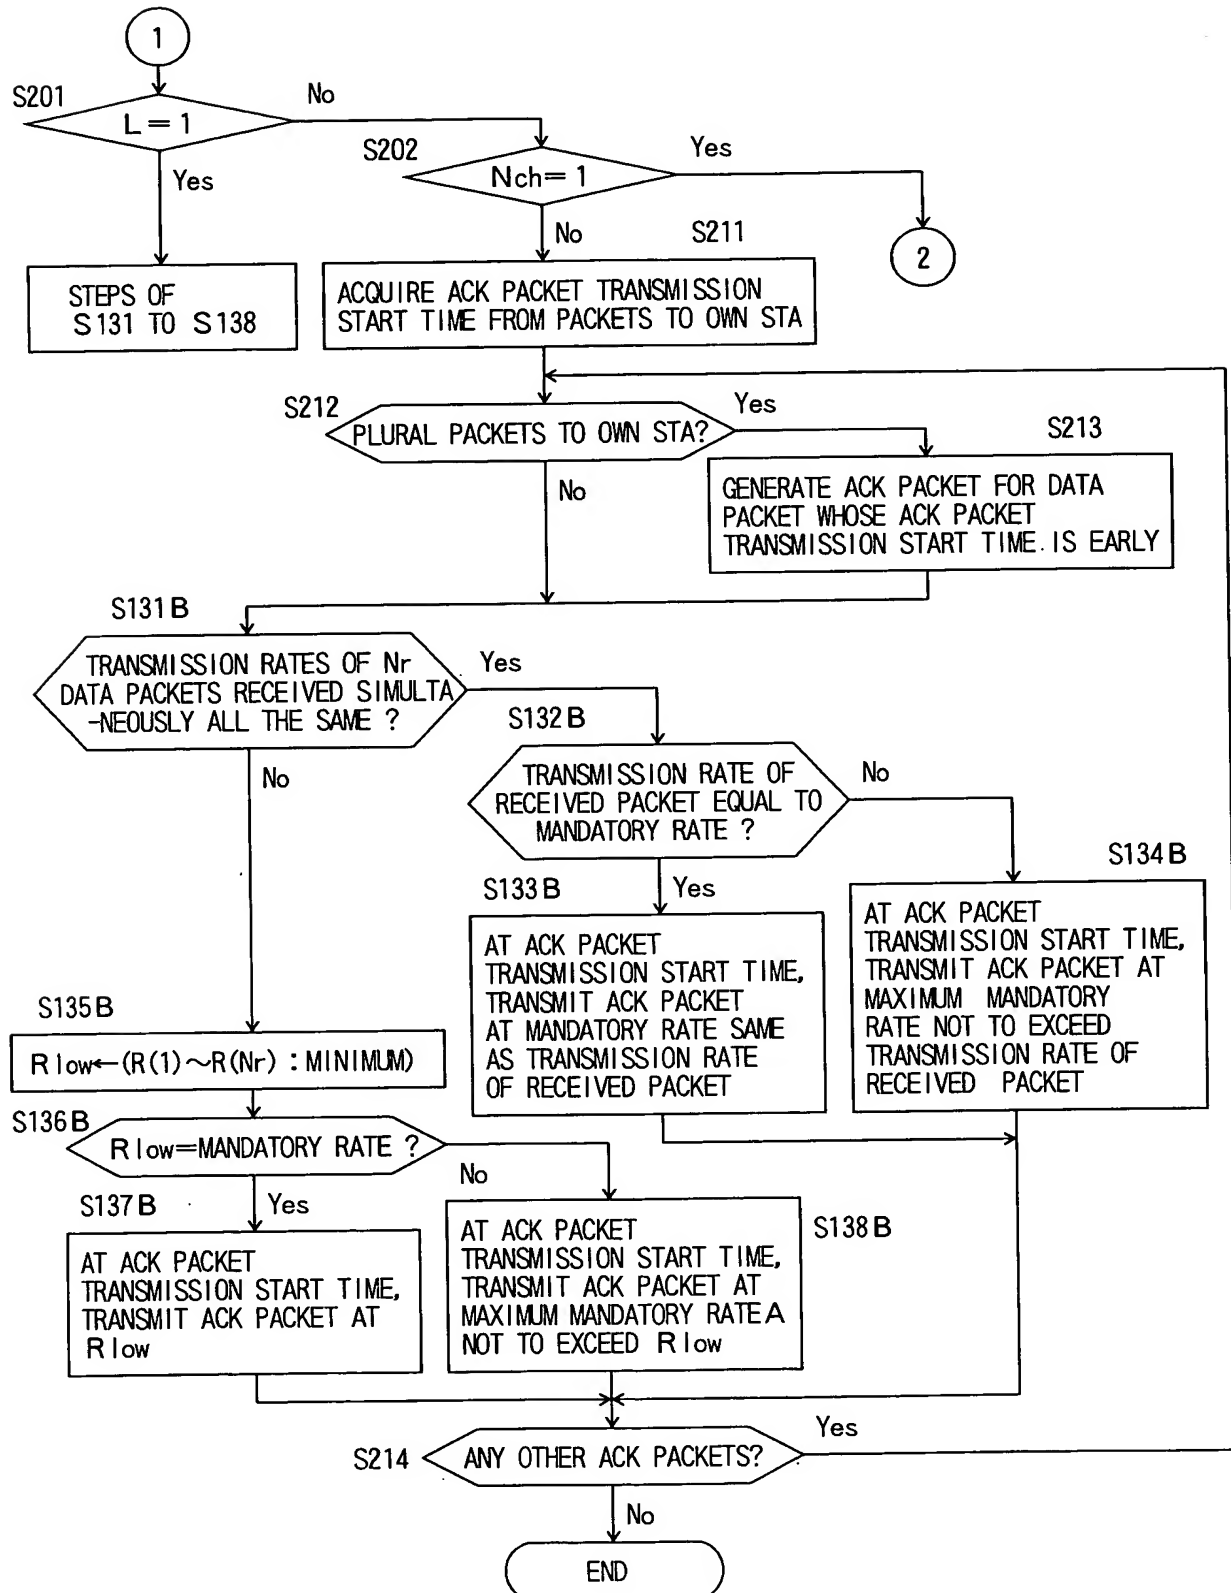 1
S201
L=1
No
Yes
S202
Nch=1
Yes
No
2
STEPS OF
S131 TO S138
S211
ACQUIRE ACK PACKET TRANSMISSION
START TIME FROM PACKETS TO OWN STA
S212
PLURAL PACKETS TO OWN STA?
Yes
No
S213
GENERATE ACK PACKET FOR DATA
PACKET WHOSE ACK PACKET
TRANSMISSION START TIME IS EARLY
S131B
TRANSMISSION RATES OF Nr
DATA PACKETS RECEIVED SIMULTA
-NEOUSLY ALL THE SAME ?
Yes
No
S132B
TRANSMISSION RATE OF
RECEIVED PACKET EQUAL TO
MANDATORY RATE ?
No
Yes
S133B
AT ACK PACKET
TRANSMISSION START TIME,
TRANSMIT ACK PACKET
AT MANDATORY RATE SAME
AS TRANSMISSION RATE
OF RECEIVED PACKET
S134B
AT ACK PACKET
TRANSMISSION START TIME,
TRANSMIT ACK PACKET AT
MAXIMUM MANDATORY
RATE NOT TO EXCEED
TRANSMISSION RATE OF
RECEIVED PACKET
S135B
Rlow←(R(1)~R(Nr) : MINIMUM)
S136B
Rlow=MANDATORY RATE ?
No
Yes
S137B
AT ACK PACKET
TRANSMISSION START TIME,
TRANSMIT ACK PACKET AT
Rlow
S138B
AT ACK PACKET
TRANSMISSION START TIME,
TRANSMIT ACK PACKET AT
MAXIMUM MANDATORY RATE A
NOT TO EXCEED Rlow
S214
ANY OTHER ACK PACKETS?
Yes
No
END